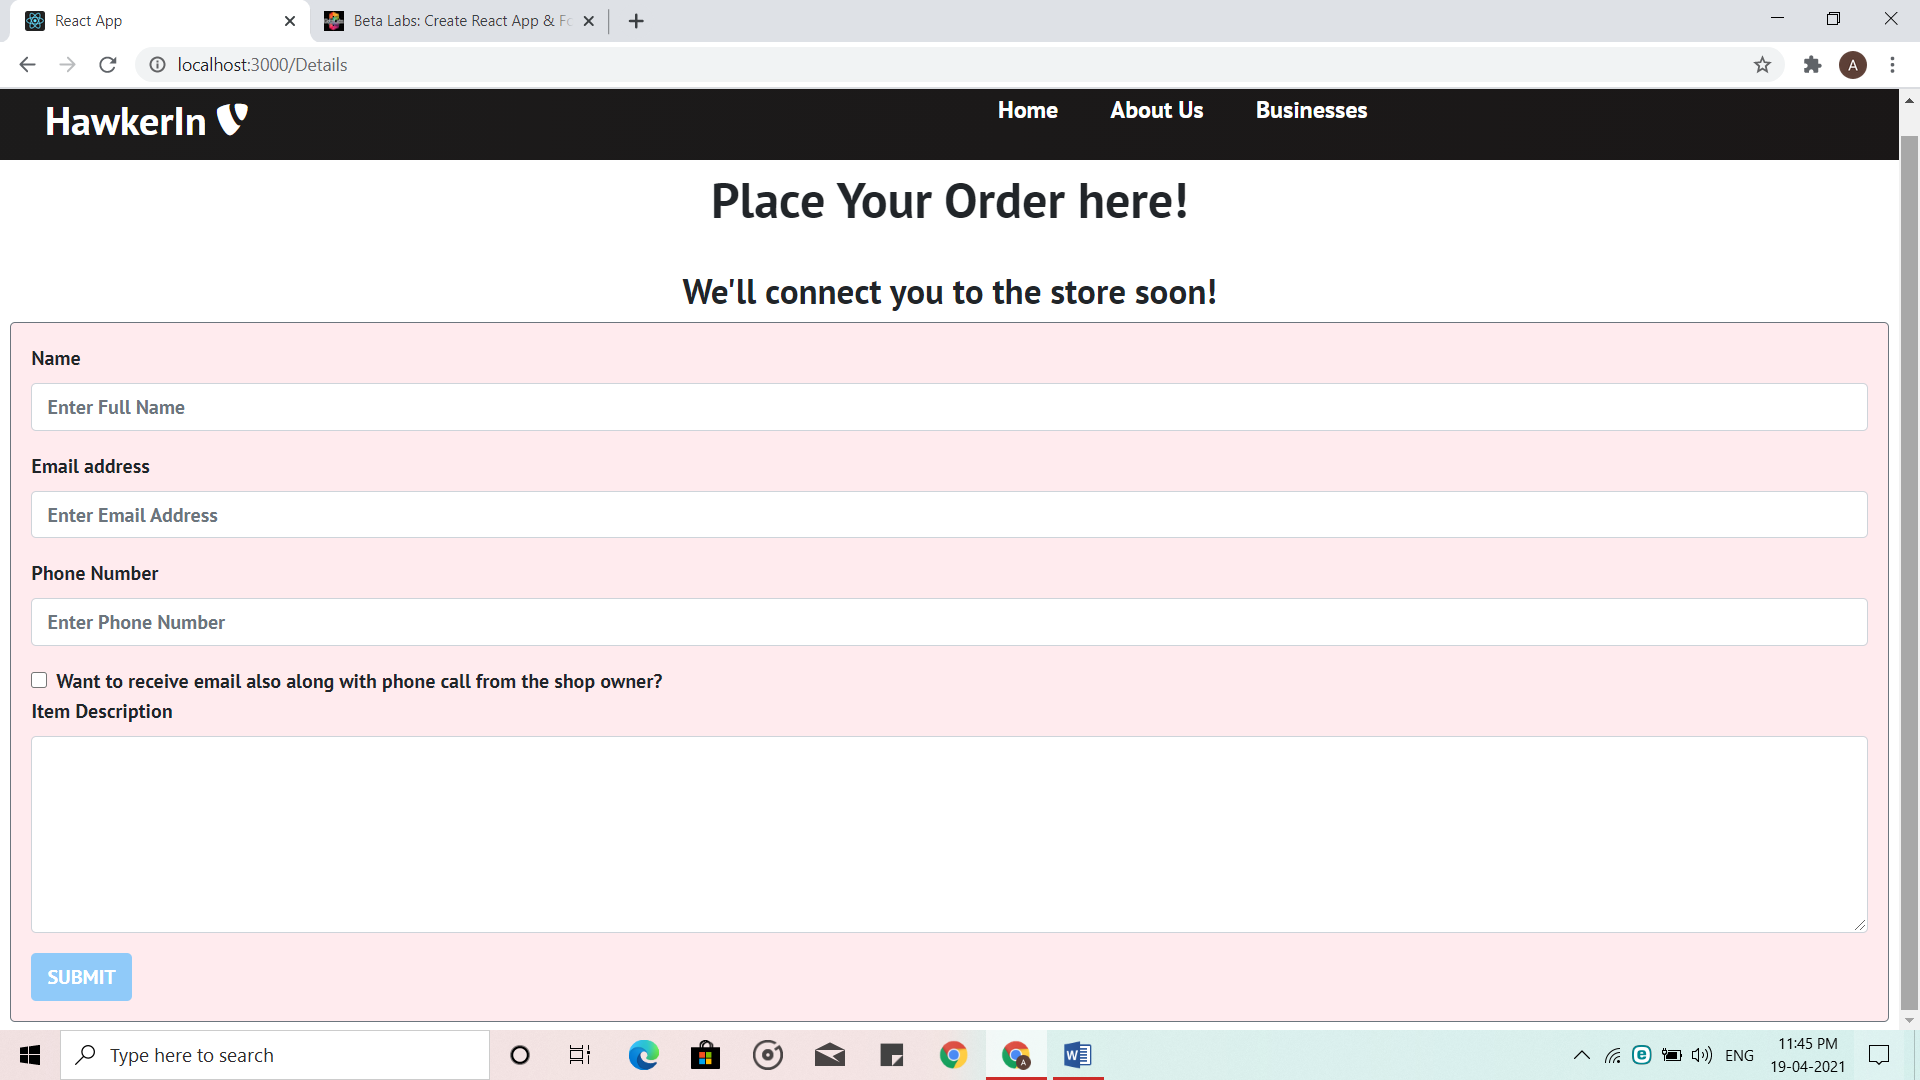 React App
Beta Labs: Create React App & Fo
localhost:3000/Details
A
HawkerIn
Home About Us Businesses
Place Your Order here!
We'll connect you to the store soon!
Name
Enter Full Name
Email address
Enter Email Address
Phone Number
Enter Phone Number
Want to receive email also along with phone call from the shop owner?
Item Description
SUBMIT
Type here to search
ENG
11:45 PM
19-04-2021